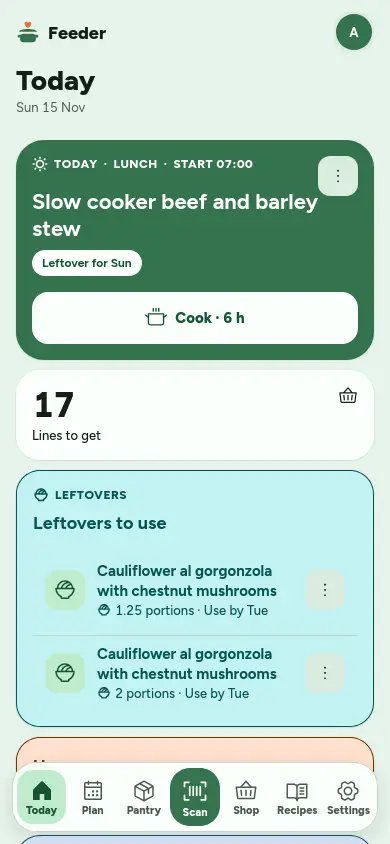 Feeder
A
Today
Sun 15 Nov
TODAY · LUNCH · START 07:00
Slow cooker beef and barley
stew
Leftover for Sun
Cook · 6 h
17
Lines to get
LEFTOVERS
Leftovers to use
Cauliflower al gorgonzola
with chestnut mushrooms
1.25 portions · Use by Tue
Cauliflower al gorgonzola
with chestnut mushrooms
2 portions · Use by Tue
Today
Plan
Pantry
Scan
Shop
Recipes
Settings